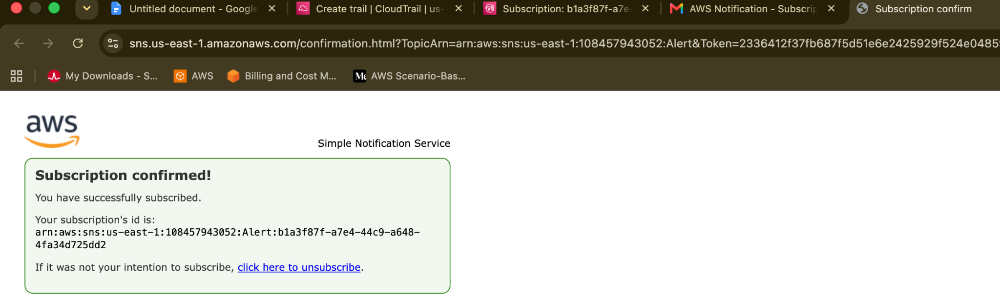 Untitled document - Google
Create trail | CloudTrail | us-
Subscription: b1a3f87f-a7e4
AWS Notification - Subscrip
Subscription confirm
sns.us-east-1.amazonaws.com/confirmation.html?TopicArn=arn:aws:sns:us-east-1:108457943052:Alert&Token=2336412f37fb687f5d51e6e2425929f524e0485
My Downloads - S...
AWS
Billing and Cost M...
Me
AWS Scenario-Bas...
aws
Simple Notification Service
Subscription confirmed!
You have successfully subscribed.
Your subscription's id is:
arn:aws:sns:us-east-1:108457943052:Alert:b1a3f87f-a7e4-44c9-a648-
4fa34d725dd2
If it was not your intention to subscribe, click here to unsubscribe.